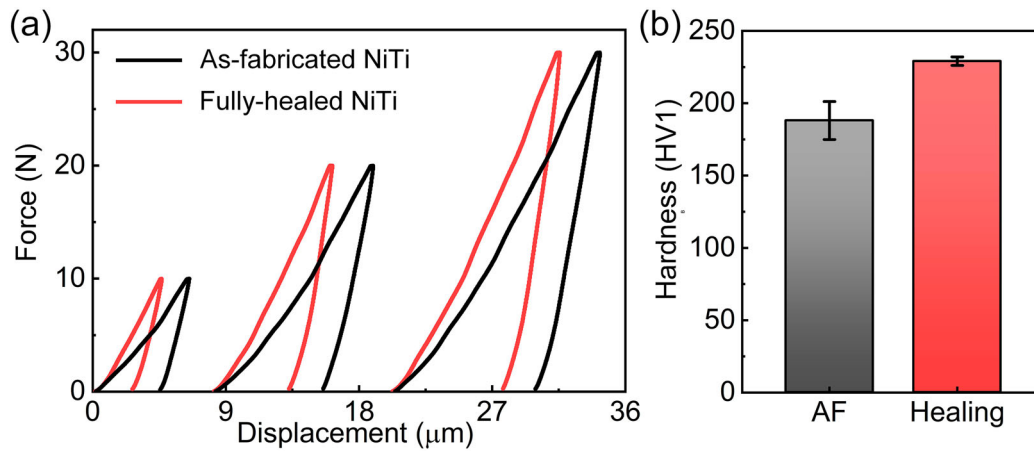 (a)
As-fabricated NiTi
Fully-healed NiTi
Force (N)
30
20
10
0
0 9 18 27 36
Displacement (μm)
(b)
Hardness (HV1)
250
200
150
100
50
0
AF Healing